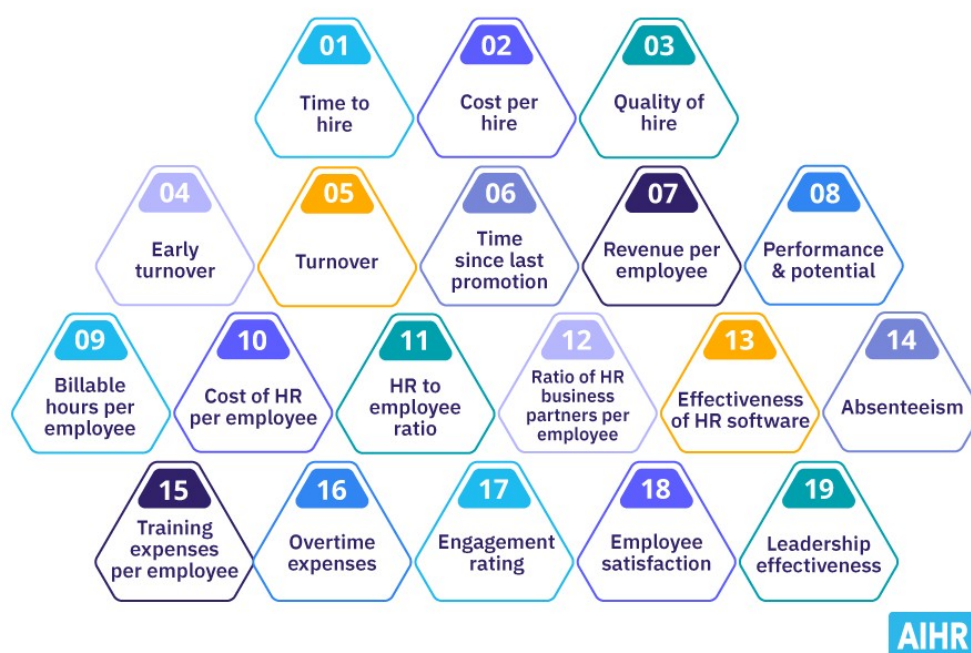 01
Time to
hire
02
Cost per
hire
03
Quality of
hire
04
Early
turnover
05
Turnover
06
Time
since last
promotion
07
Revenue per
employee
08
Performance
& potential
09
Billable
hours per
employee
10
Cost of HR
per employee
11
HR to
employee
ratio
12
Ratio of HR
business
partners per
employee
13
Effectiveness
of HR software
14
Absenteeism
15
Training
expenses
per employee
16
Overtime
expenses
17
Engagement
rating
18
Employee
satisfaction
19
Leadership
effectiveness
AIHR